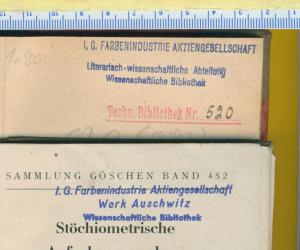 I. G. FARBENINDUSTRIE AKTIENGESELLSCHAFT
Literarisch-wissenschaftliche Abteilung
Wissenschaftliche Bibliothek
Techn. Bibliothek Nr. 520
SAMMLUNG GÖSCHEN BAND 452
I. G. Farbenindustrie Aktiengesellschaft
Werk Auschwitz
Wissenschaftliche Bibliothek
Stöchiometrische